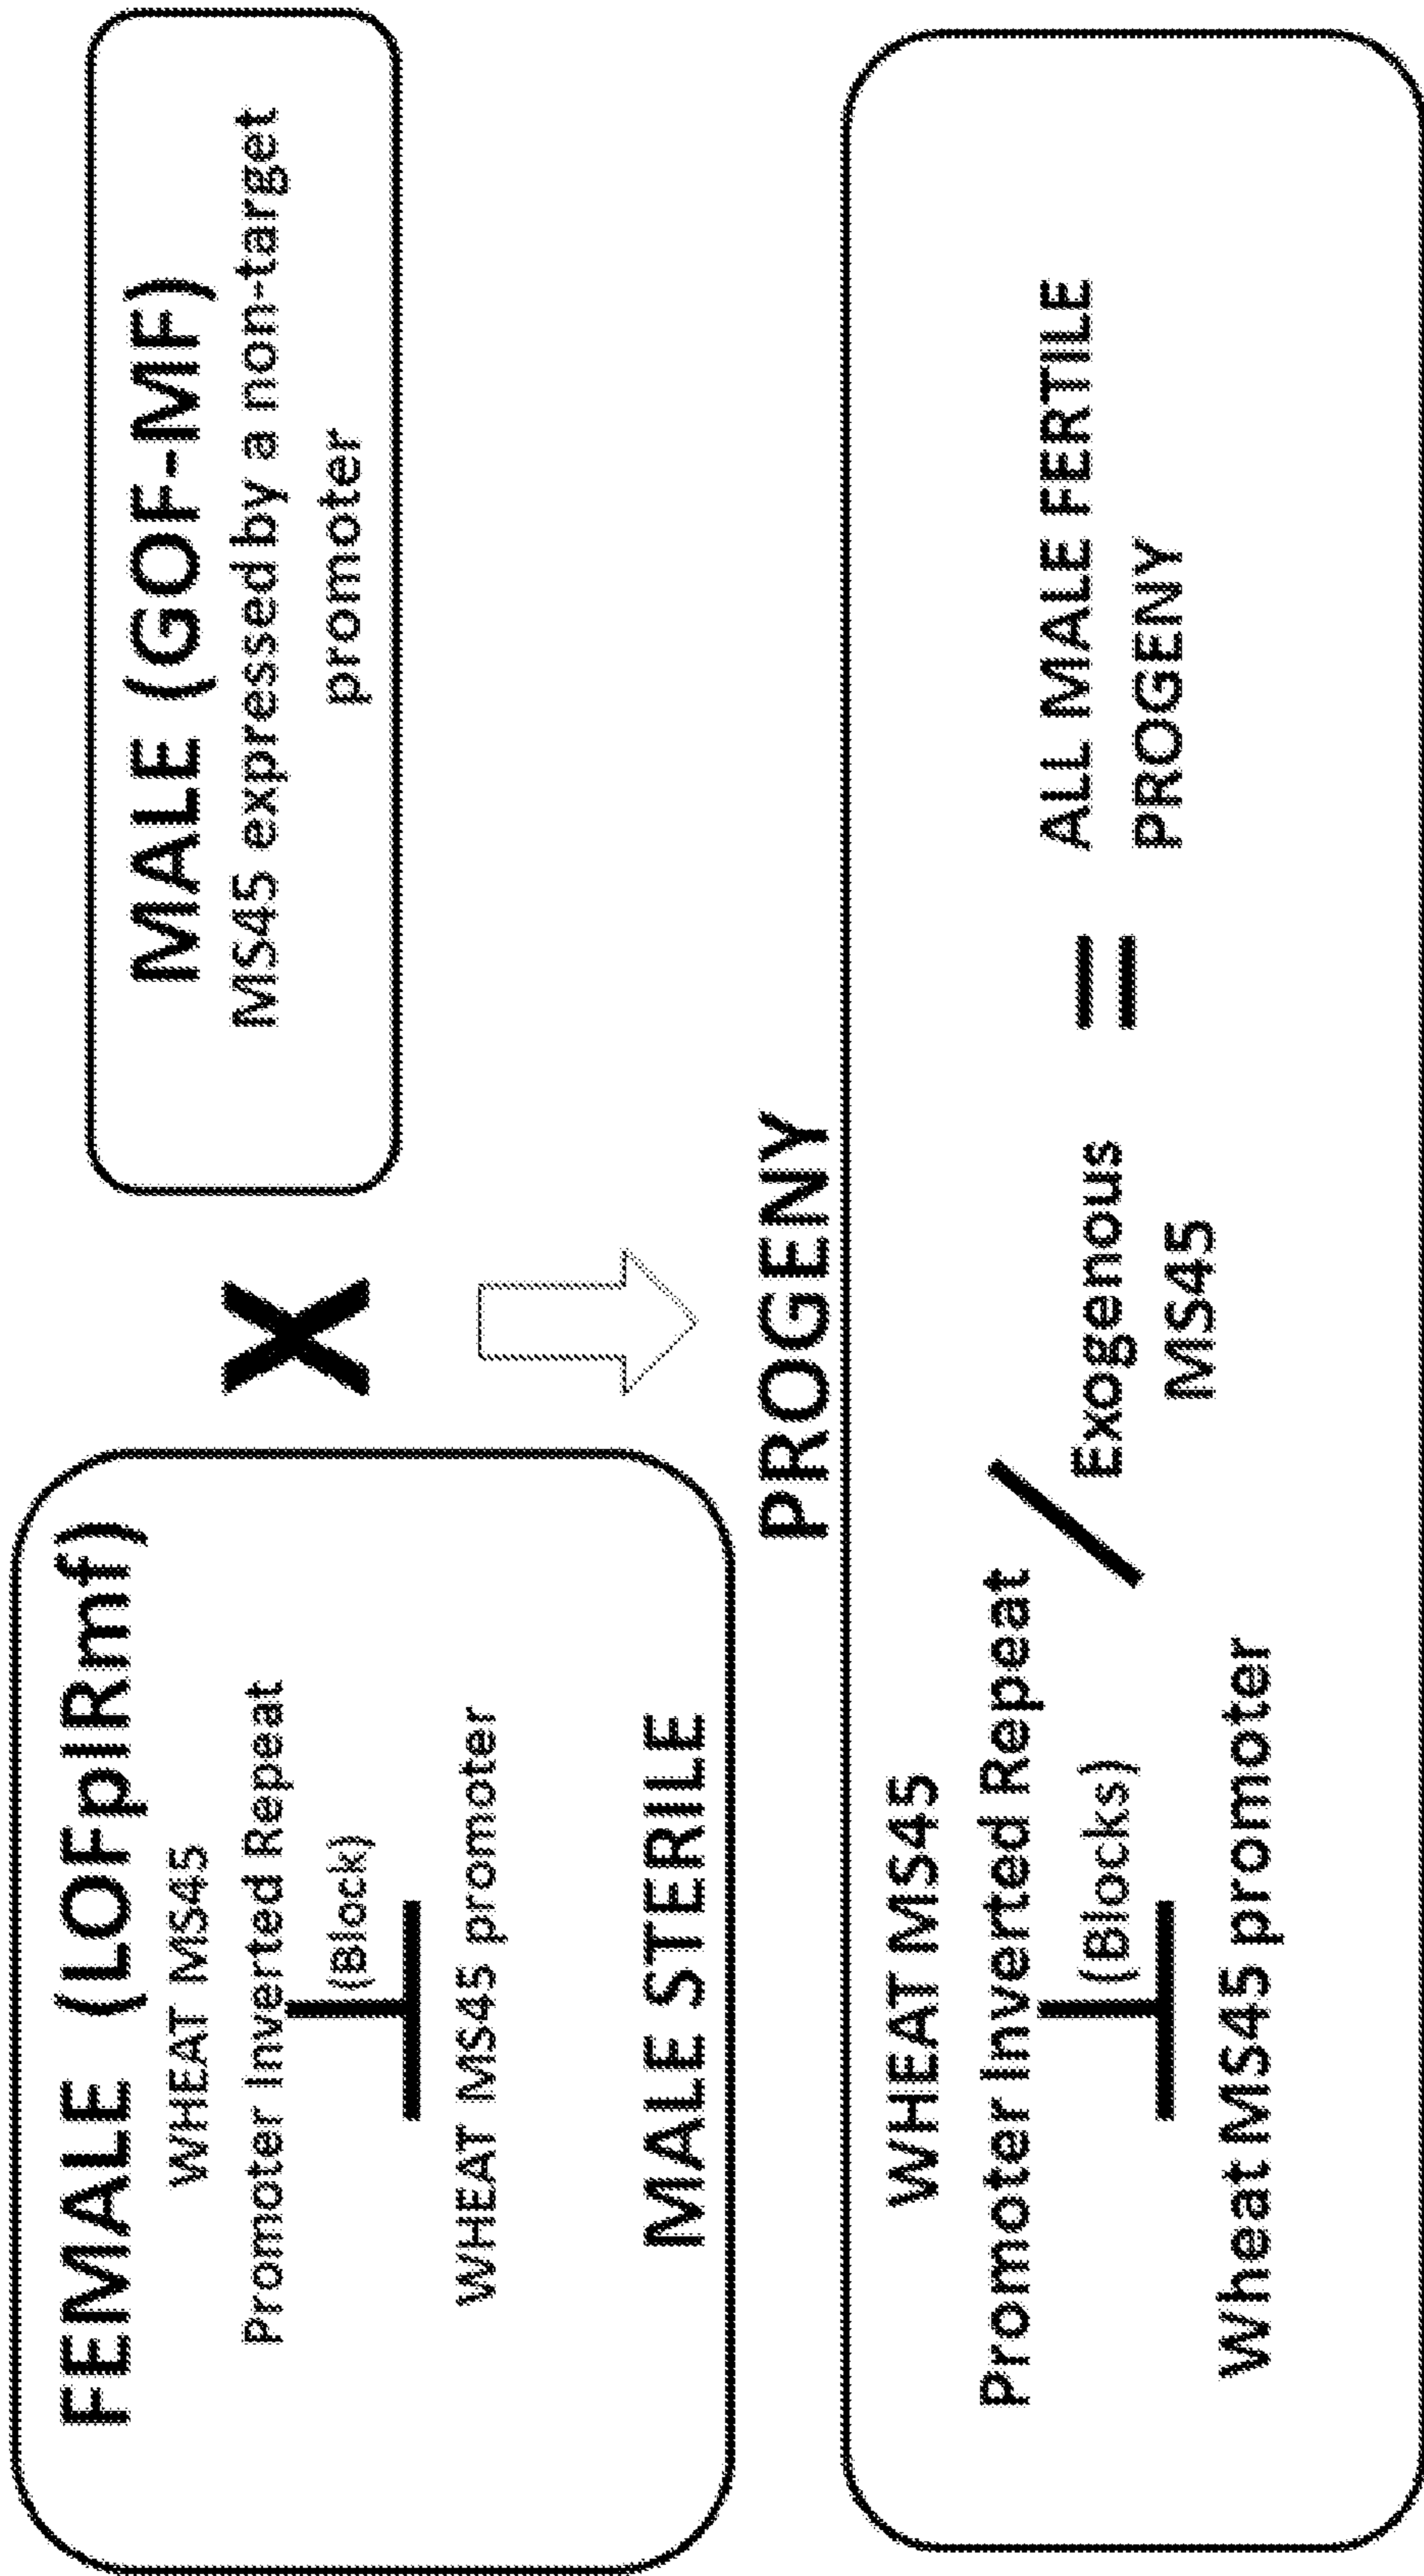 FEMALE (LOFpIRmf)
WHEAT MS45
Promoter Inverted Repeat
(Block)
WHEAT MS45 promoter
MALE STERILE
X
MALE (GOF-MF)
MS45 expressed by a non-target
promoter
PROGENY
WHEAT MS45
Promoter Inverted Repeat
(Blocks)
Wheat MS45 promoter
/
Exogenous
MS45
=
ALL MALE FERTILE
PROGENY